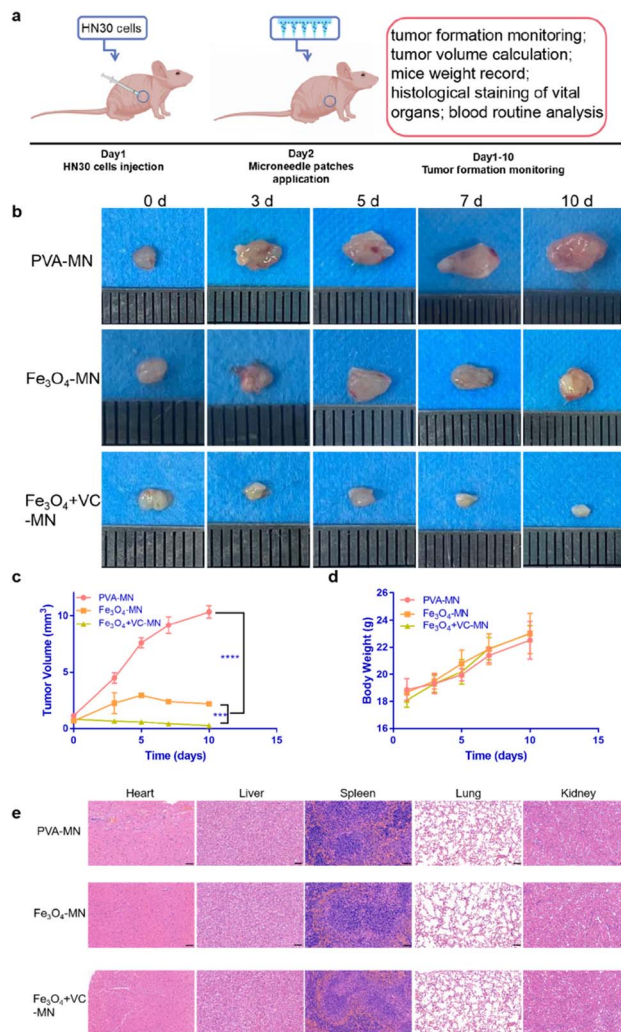 a
HN30 cells
tumor formation monitoring;
tumor volume calculation;
mice weight record;
histological staining of vital
organs; blood routine analysis
Day1
HN30 cells injection
Day2
Microneedle patches
application
Day1-10
Tumor formation monitoring
b
0 d
3 d
5 d
7 d
10 d
PVA-MN
Fe₃O₄-MN
Fe₃O₄+VC
-MN
c
PVA-MN
Fe₃O₄-MN
Fe₃O₄+VC-MN
Tumor Volume (mm³)
10
5
0
0
5
10
15
Time (days)
****
***
d
PVA-MN
Fe₃O₄-MN
Fe₃O₄+VC-MN
Body Weight (g)
26
24
22
20
18
16
0
5
10
15
Time (days)
e
Heart
Liver
Spleen
Lung
Kidney
PVA-MN
Fe₃O₄-MN
Fe₃O₄+VC
-MN